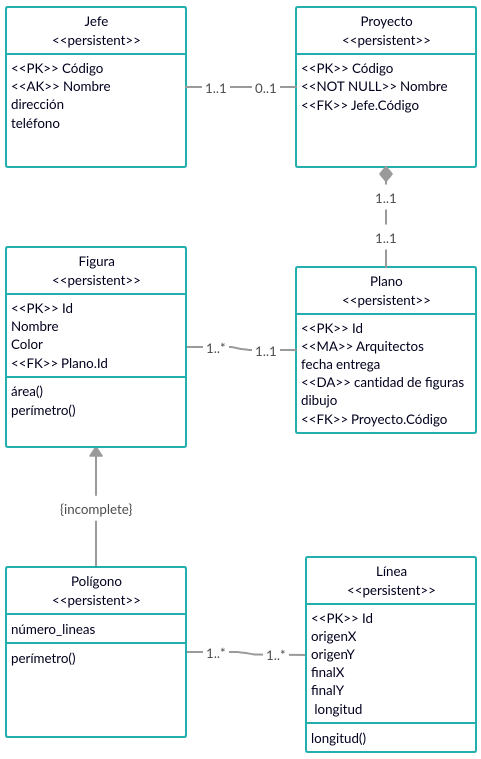 Jefe
<<persistent>>
<<PK>> Código
<<AK>> Nombre
dirección
teléfono
1..1
0..1
Proyecto
<<persistent>>
<<PK>> Código
<<NOT NULL>> Nombre
<<FK>> Jefe.Código
1..1
1..1
Figura
<<persistent>>
<<PK>> Id
Nombre
Color
<<FK>> Plano.Id
área()
perímetro()
1..*
1..1
Plano
<<persistent>>
<<PK>> Id
<<MA>> Arquitectos
fecha entrega
<<DA>> cantidad de figuras
dibujo
<<FK>> Proyecto.Código
{incomplete}
Polígono
<<persistent>>
número_lineas
perímetro()
1..*
1..*
Línea
<<persistent>>
<<PK>> Id
origenX
origenY
finalX
finalY
longitud
longitud()